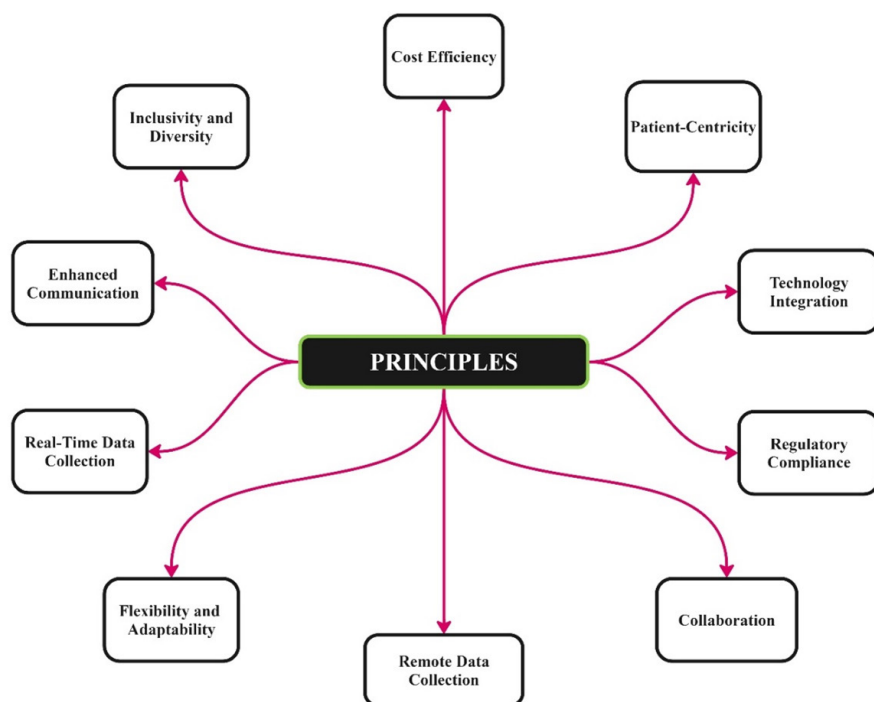 Cost Efficiency
Inclusivity and
Diversity
Patient-Centricity
Enhanced
Communication
Technology
Integration
PRINCIPLES
Real-Time Data
Collection
Regulatory
Compliance
Flexibility and
Adaptability
Collaboration
Remote Data
Collection